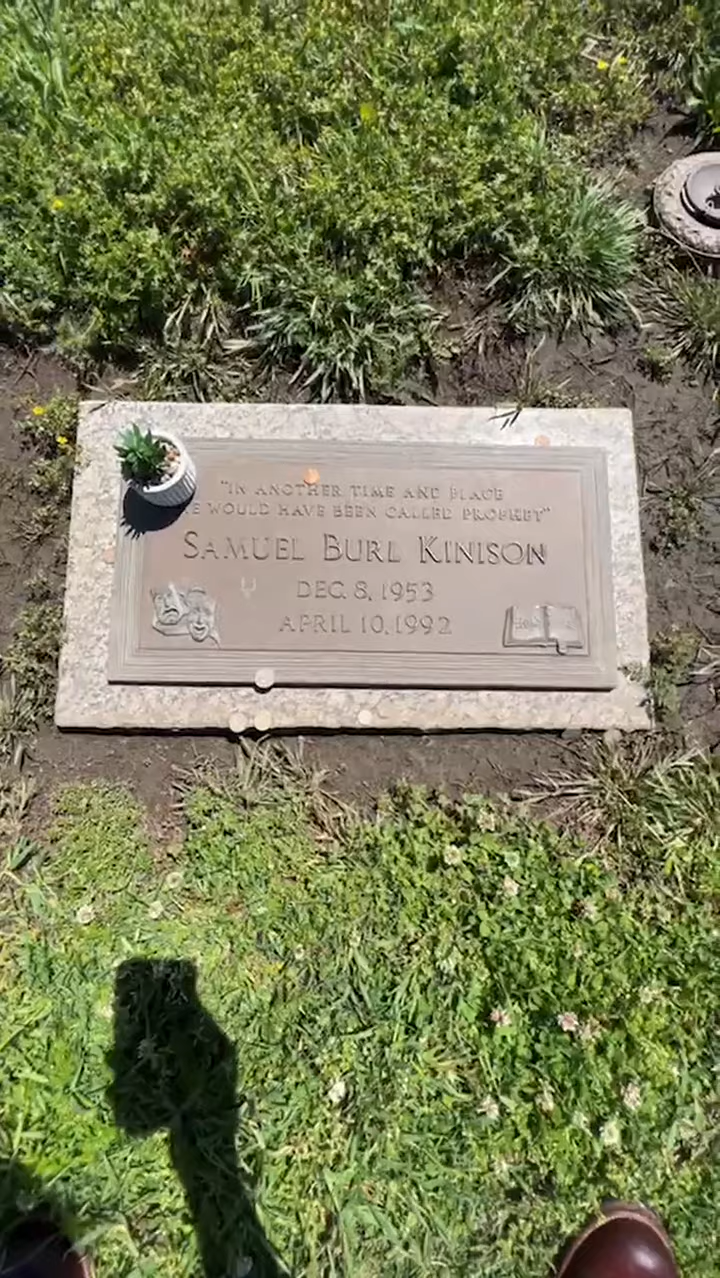 "IN ANOTHER TIME AND PLACE
E WOULD HAVE BEEN CALLED PROPHET"
SAMUEL BURL KINISON
DEC. 8, 1953
APRIL 10, 1992